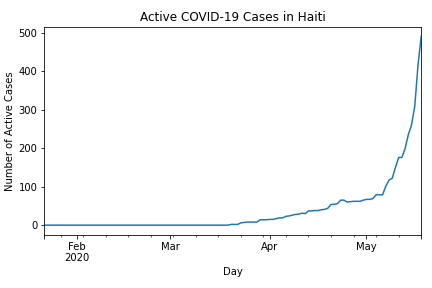 Active COVID-19 Cases in Haiti
500
400
300
200
100
0
Number of Active Cases
Feb
2020
Mar
Apr
May
Day